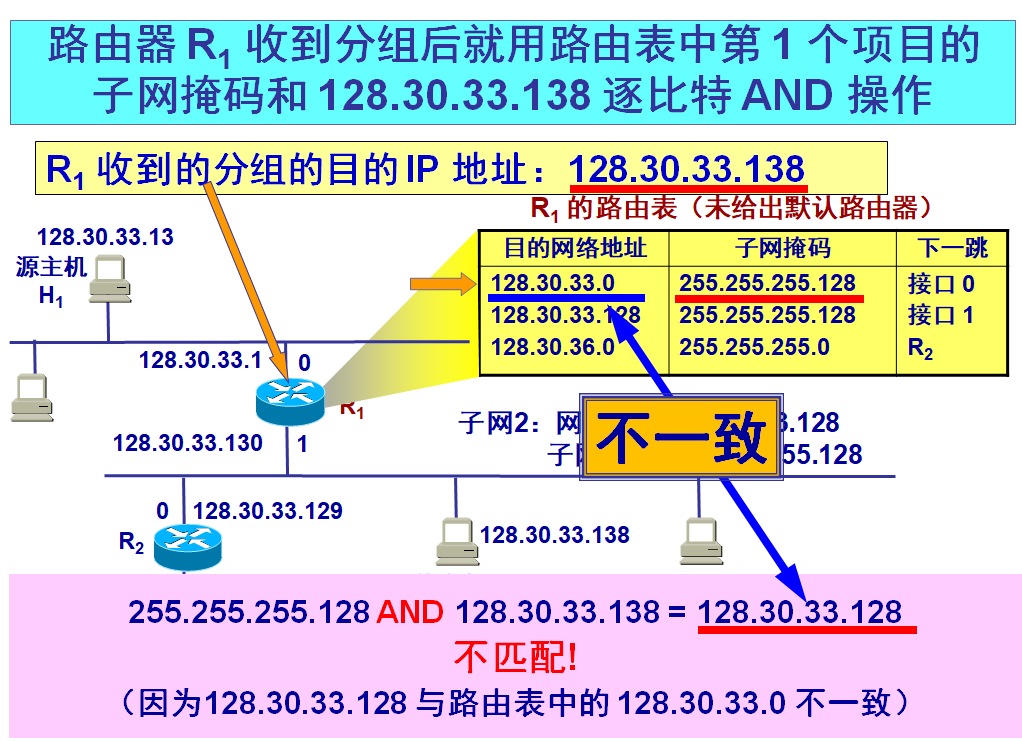 路由器 R1 收到分组后就用路由表中第 1 个项目的
子网掩码和 128.30.33.138 逐比特 AND 操作
R1 收到的分组的目的 IP 地址：128.30.33.138
R1 的路由表（未给出默认路由器）
128.30.33.13
源主机
H1
目的网络地址 子网掩码 下一跳
128.30.33.0 255.255.255.128 接口 0
128.30.33.128 255.255.255.128 接口 1
128.30.36.0 255.255.255.0 R2
128.30.33.1 0
R1
128.30.33.130 1
子网2：网 3.128
子 55.128
不一致
0 128.30.33.129
R2
128.30.33.138
255.255.255.128 AND 128.30.33.138 = 128.30.33.128
不匹配!
（因为128.30.33.128 与路由表中的 128.30.33.0 不一致）